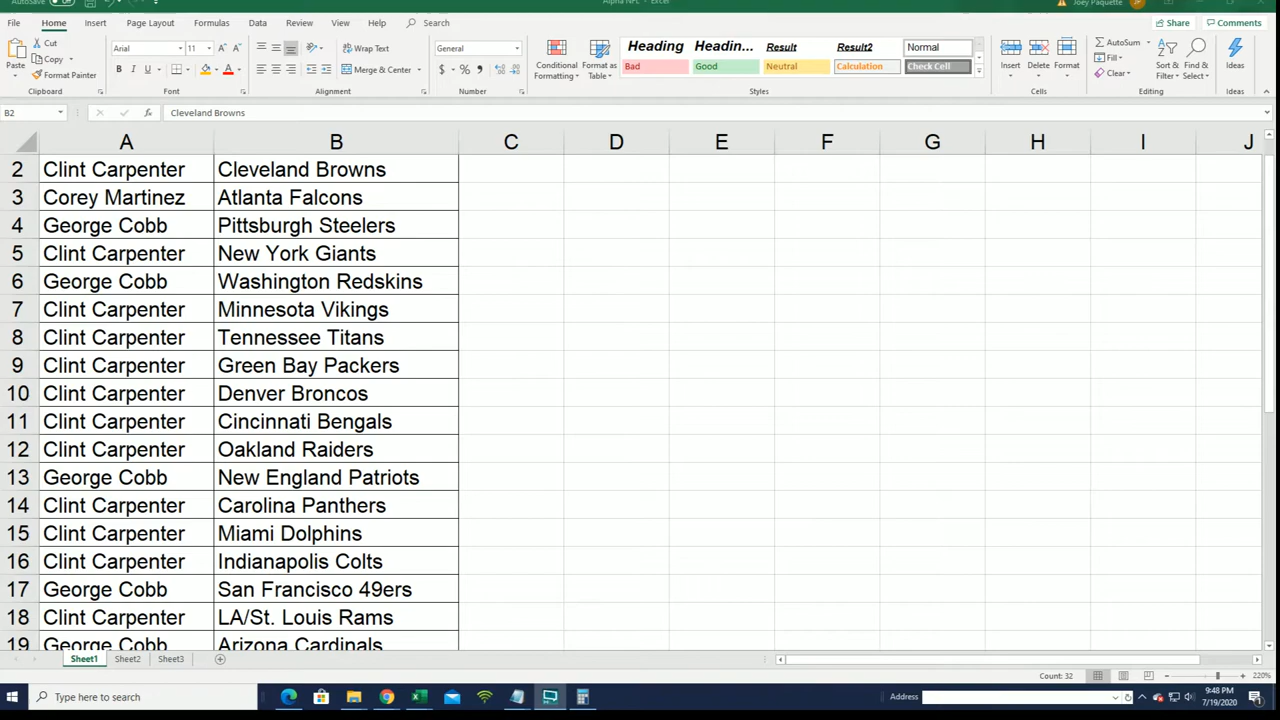 AutoSave Off Alpha NFL - Excel Joey Paquette JP
File Home Insert Page Layout Formulas Data Review View Help Search Share Comments
Paste Cut Copy Format Painter Clipboard
Arial 11 B I U Font
Wrap Text Merge & Center Alignment
General $ % Number
Conditional Formatting Format as Table
Heading Headin... Result Result2 Normal
Bad Good Neutral Calculation Check Cell
Styles
Insert Delete Format Cells
AutoSum Fill Clear Sort & Filter Find & Select Editing
Ideas Ideas
B2 fx Cleveland Browns
A B C D E F G H I J
2 Clint Carpenter Cleveland Browns
3 Corey Martinez Atlanta Falcons
4 George Cobb Pittsburgh Steelers
5 Clint Carpenter New York Giants
6 George Cobb Washington Redskins
7 Clint Carpenter Minnesota Vikings
8 Clint Carpenter Tennessee Titans
9 Clint Carpenter Green Bay Packers
10 Clint Carpenter Denver Broncos
11 Clint Carpenter Cincinnati Bengals
12 Clint Carpenter Oakland Raiders
13 George Cobb New England Patriots
14 Clint Carpenter Carolina Panthers
15 Clint Carpenter Miami Dolphins
16 Clint Carpenter Indianapolis Colts
17 George Cobb San Francisco 49ers
18 Clint Carpenter LA/St. Louis Rams
19 George Cobb Arizona Cardinals
Sheet1 Sheet2 Sheet3
Count: 32 220%
Type here to search Address 9:48 PM
7/19/2020